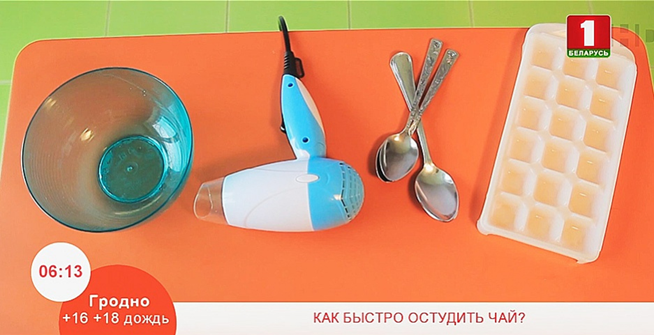 1
БЕЛАРУСЬ
06:13
Гродно
+16 +18 дождь
КАК БЫСТРО ОСТУДИТЬ ЧАЙ?